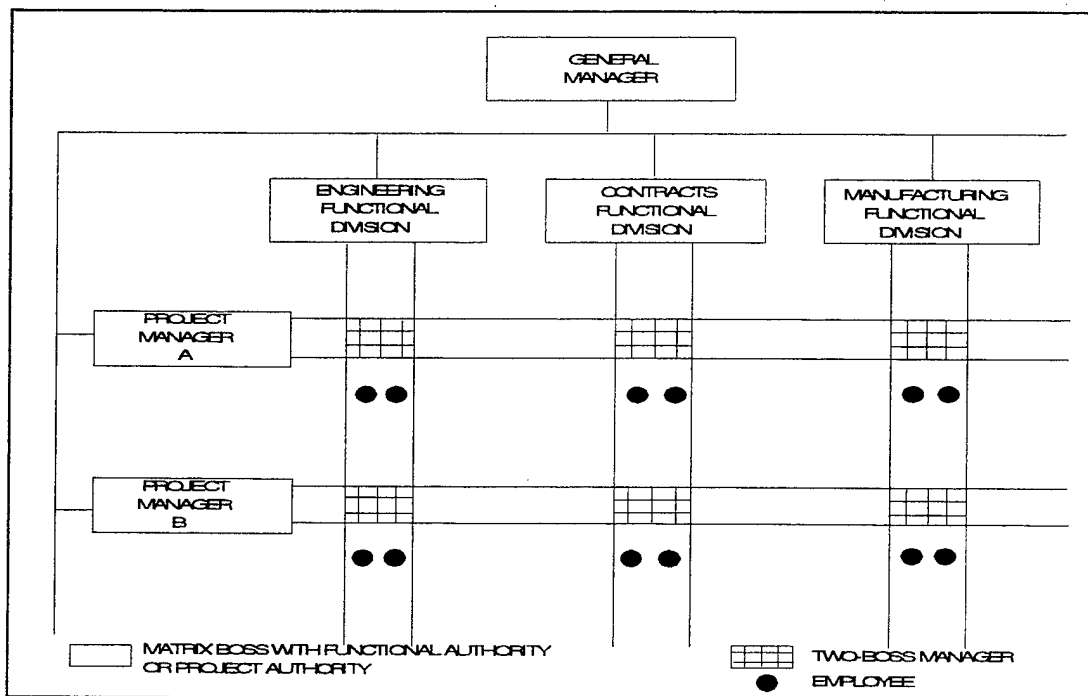 GENERAL
MANAGER
ENGINEERING
FUNCTIONAL
DIVISION
CONTRACTS
FUNCTIONAL
DIVISION
MANUFACTURING
FUNCTIONAL
DIVISION
PROJECT
MANAGER
A
PROJECT
MANAGER
B
MATRIX BOSS WITH FUNCTIONAL AUTHORITY
OR PROJECT AUTHORITY
TWO-BOSS MANAGER
EMPLOYEE